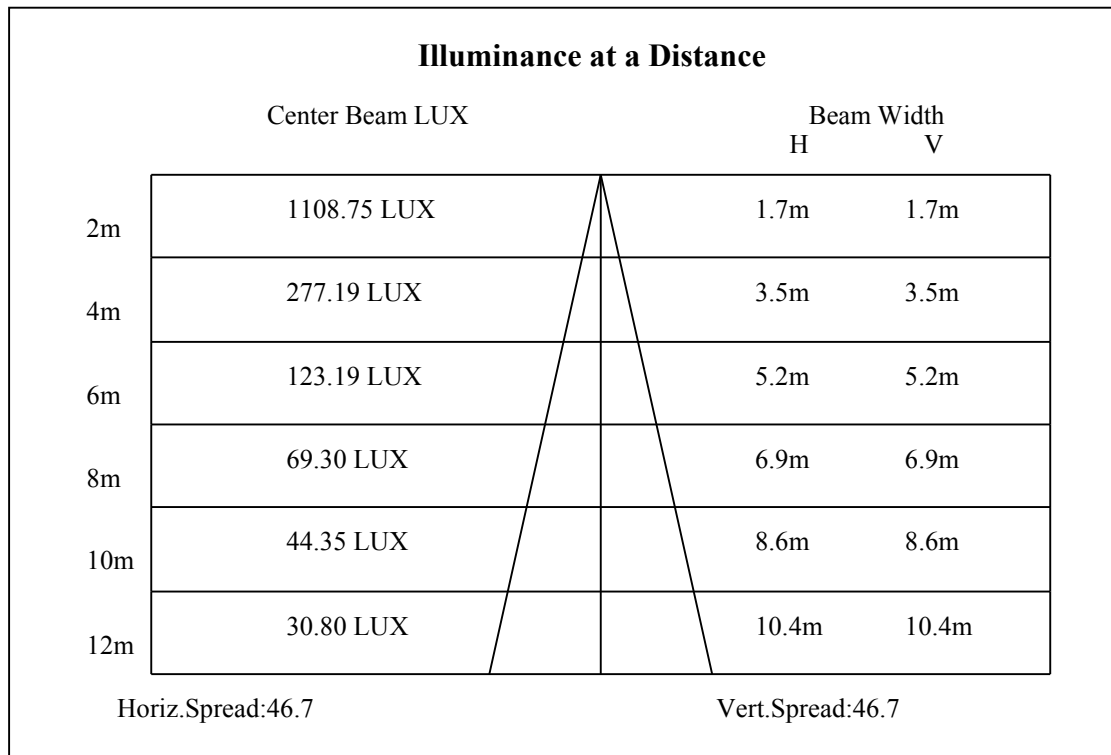 Illuminance at a Distance
Center Beam LUX Beam Width
H V
1108.75 LUX 1.7m 1.7m
2m
277.19 LUX 3.5m 3.5m
4m
123.19 LUX 5.2m 5.2m
6m
69.30 LUX 6.9m 6.9m
8m
44.35 LUX 8.6m 8.6m
10m
30.80 LUX 10.4m 10.4m
12m
Horiz.Spread:46.7 Vert.Spread:46.7